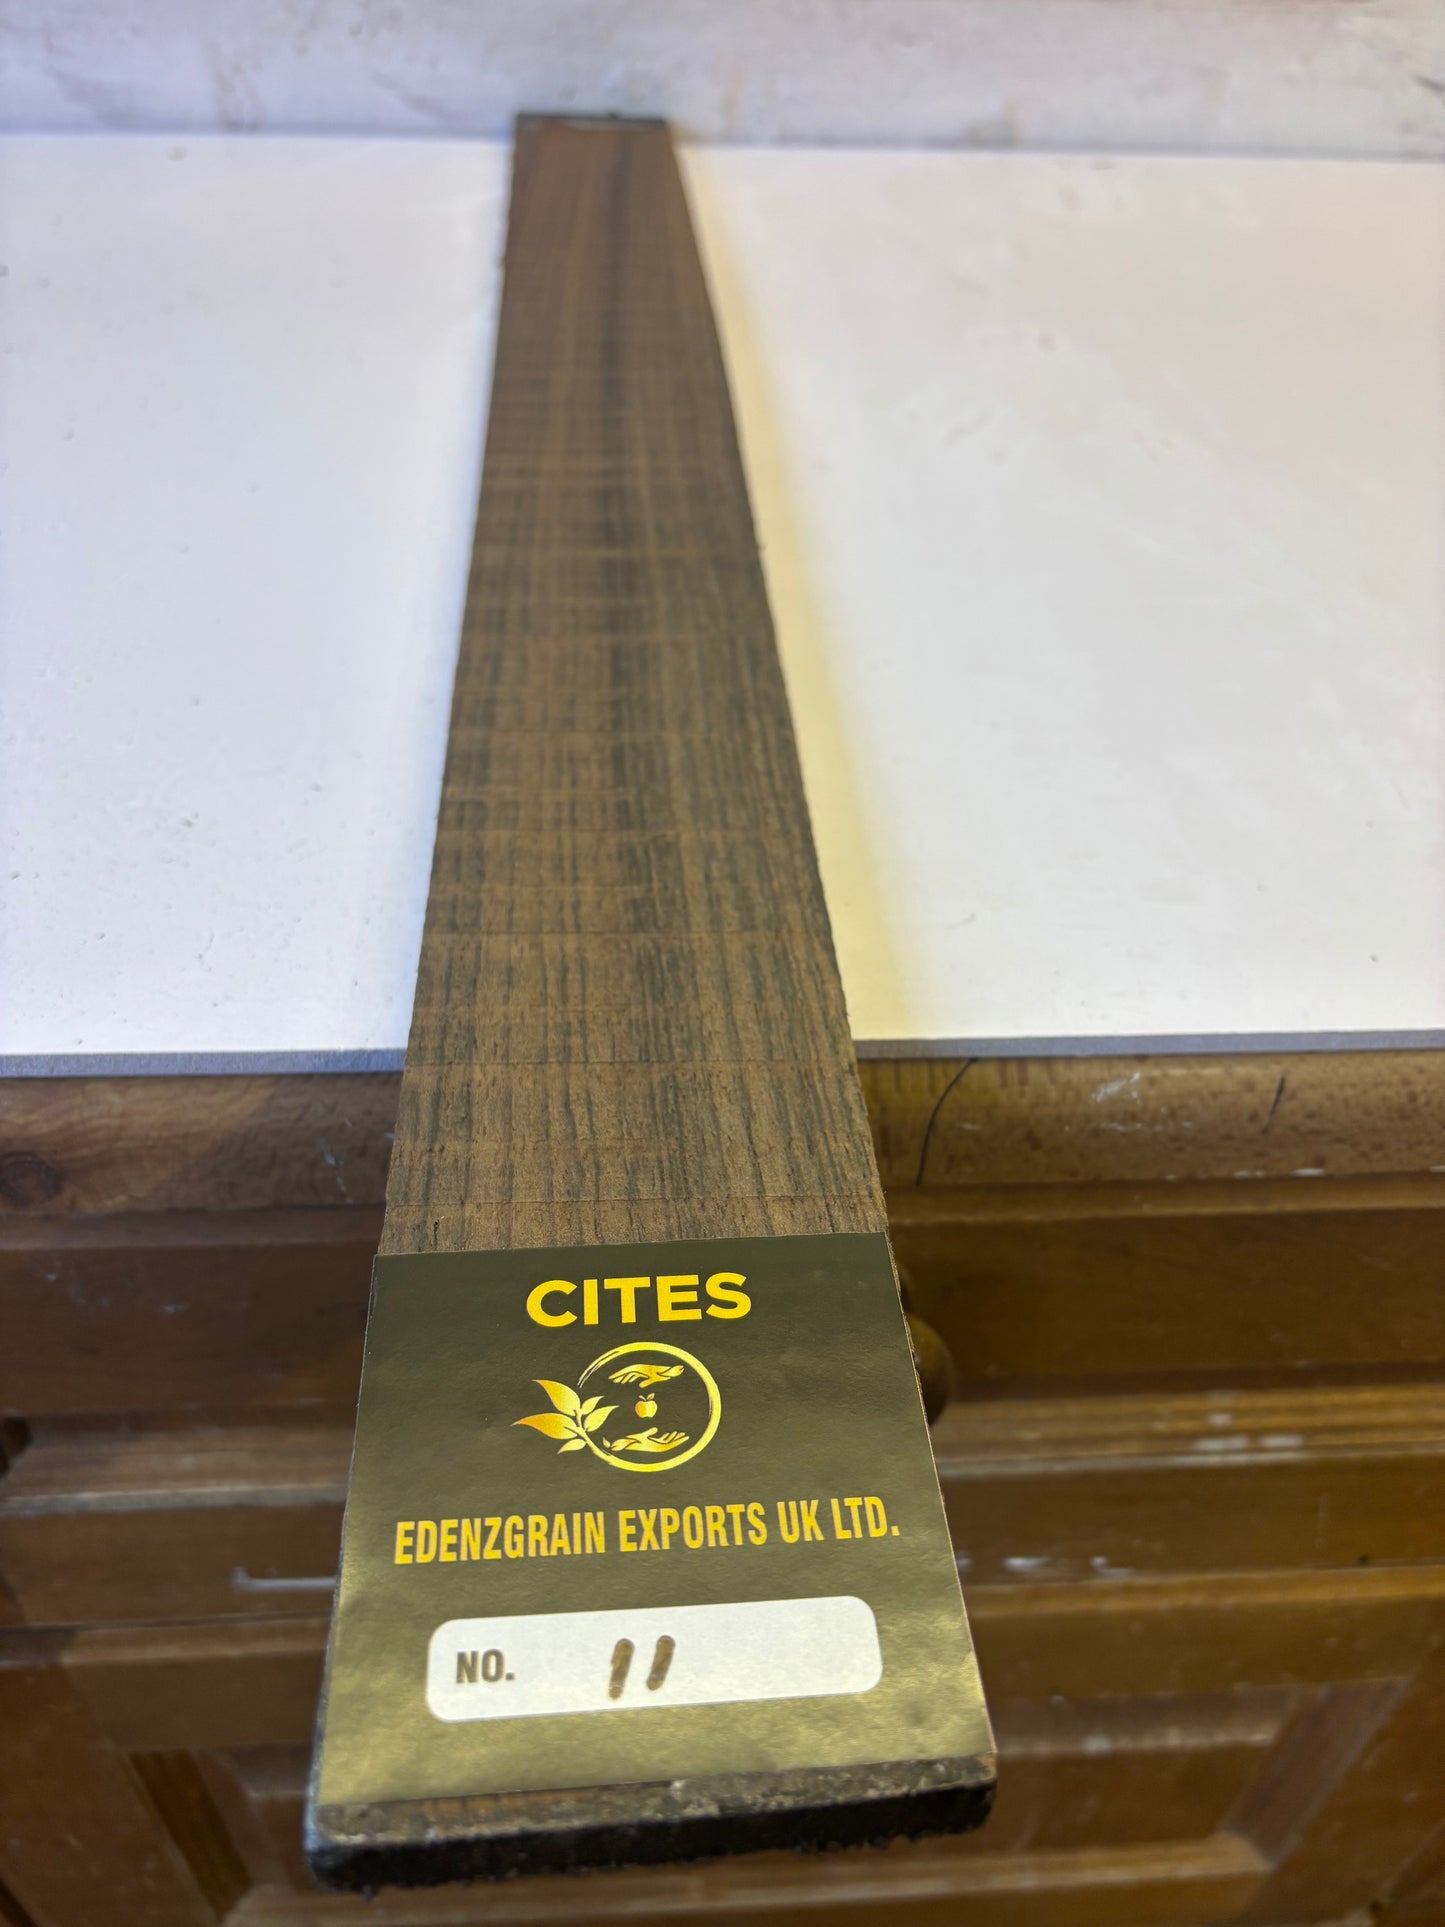 CITES
EDENZGRAIN EXPORTS UK LTD.
NO. 11